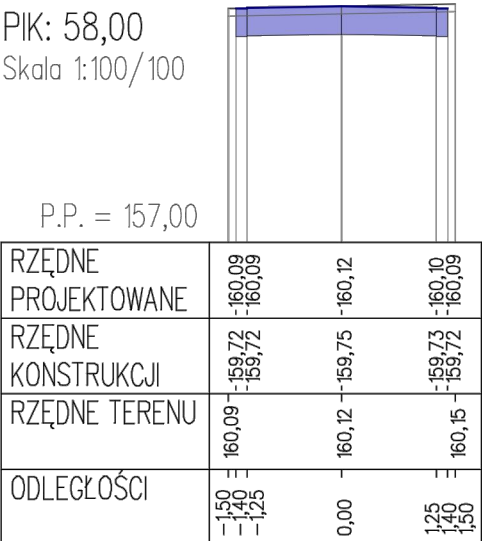 PIK: 58,00
Skala 1:100/100
P.P. = 157,00
RZĘDNE PROJEKTOWANE
160,09
160,09
160,12
160,10
160,09
RZĘDNE KONSTRUKCJI
159,72
159,72
159,75
159,73
159,72
RZĘDNE TERENU
160,09
160,12
160,15
ODLEGŁOŚCI
-1,50
-1,40
-1,25
0,00
1,25
1,40
1,50